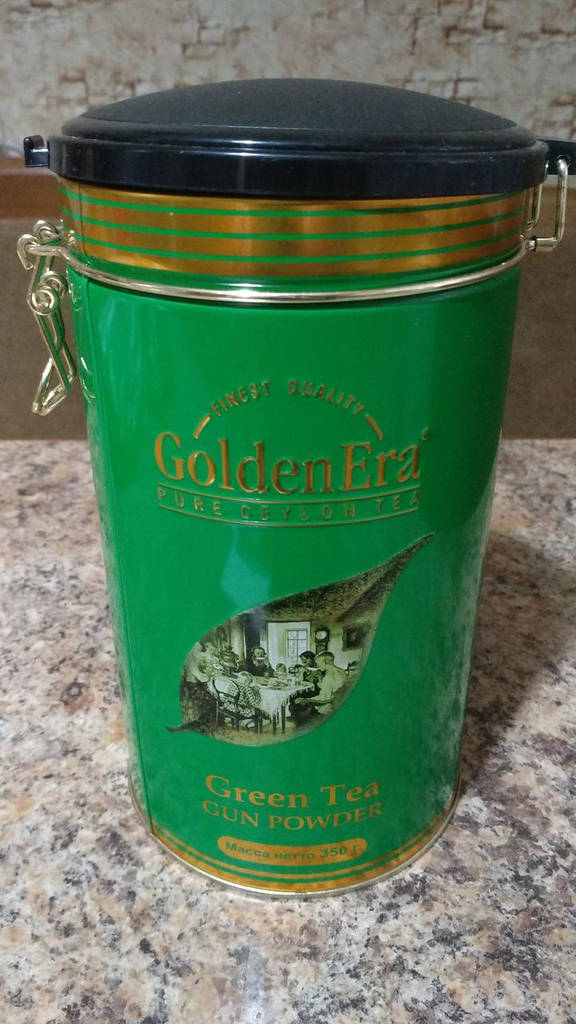 FINEST QUALITY
GoldenEra
PURE CEYLON TEA
Green Tea
GUN POWDER
Масса нетто 350 г